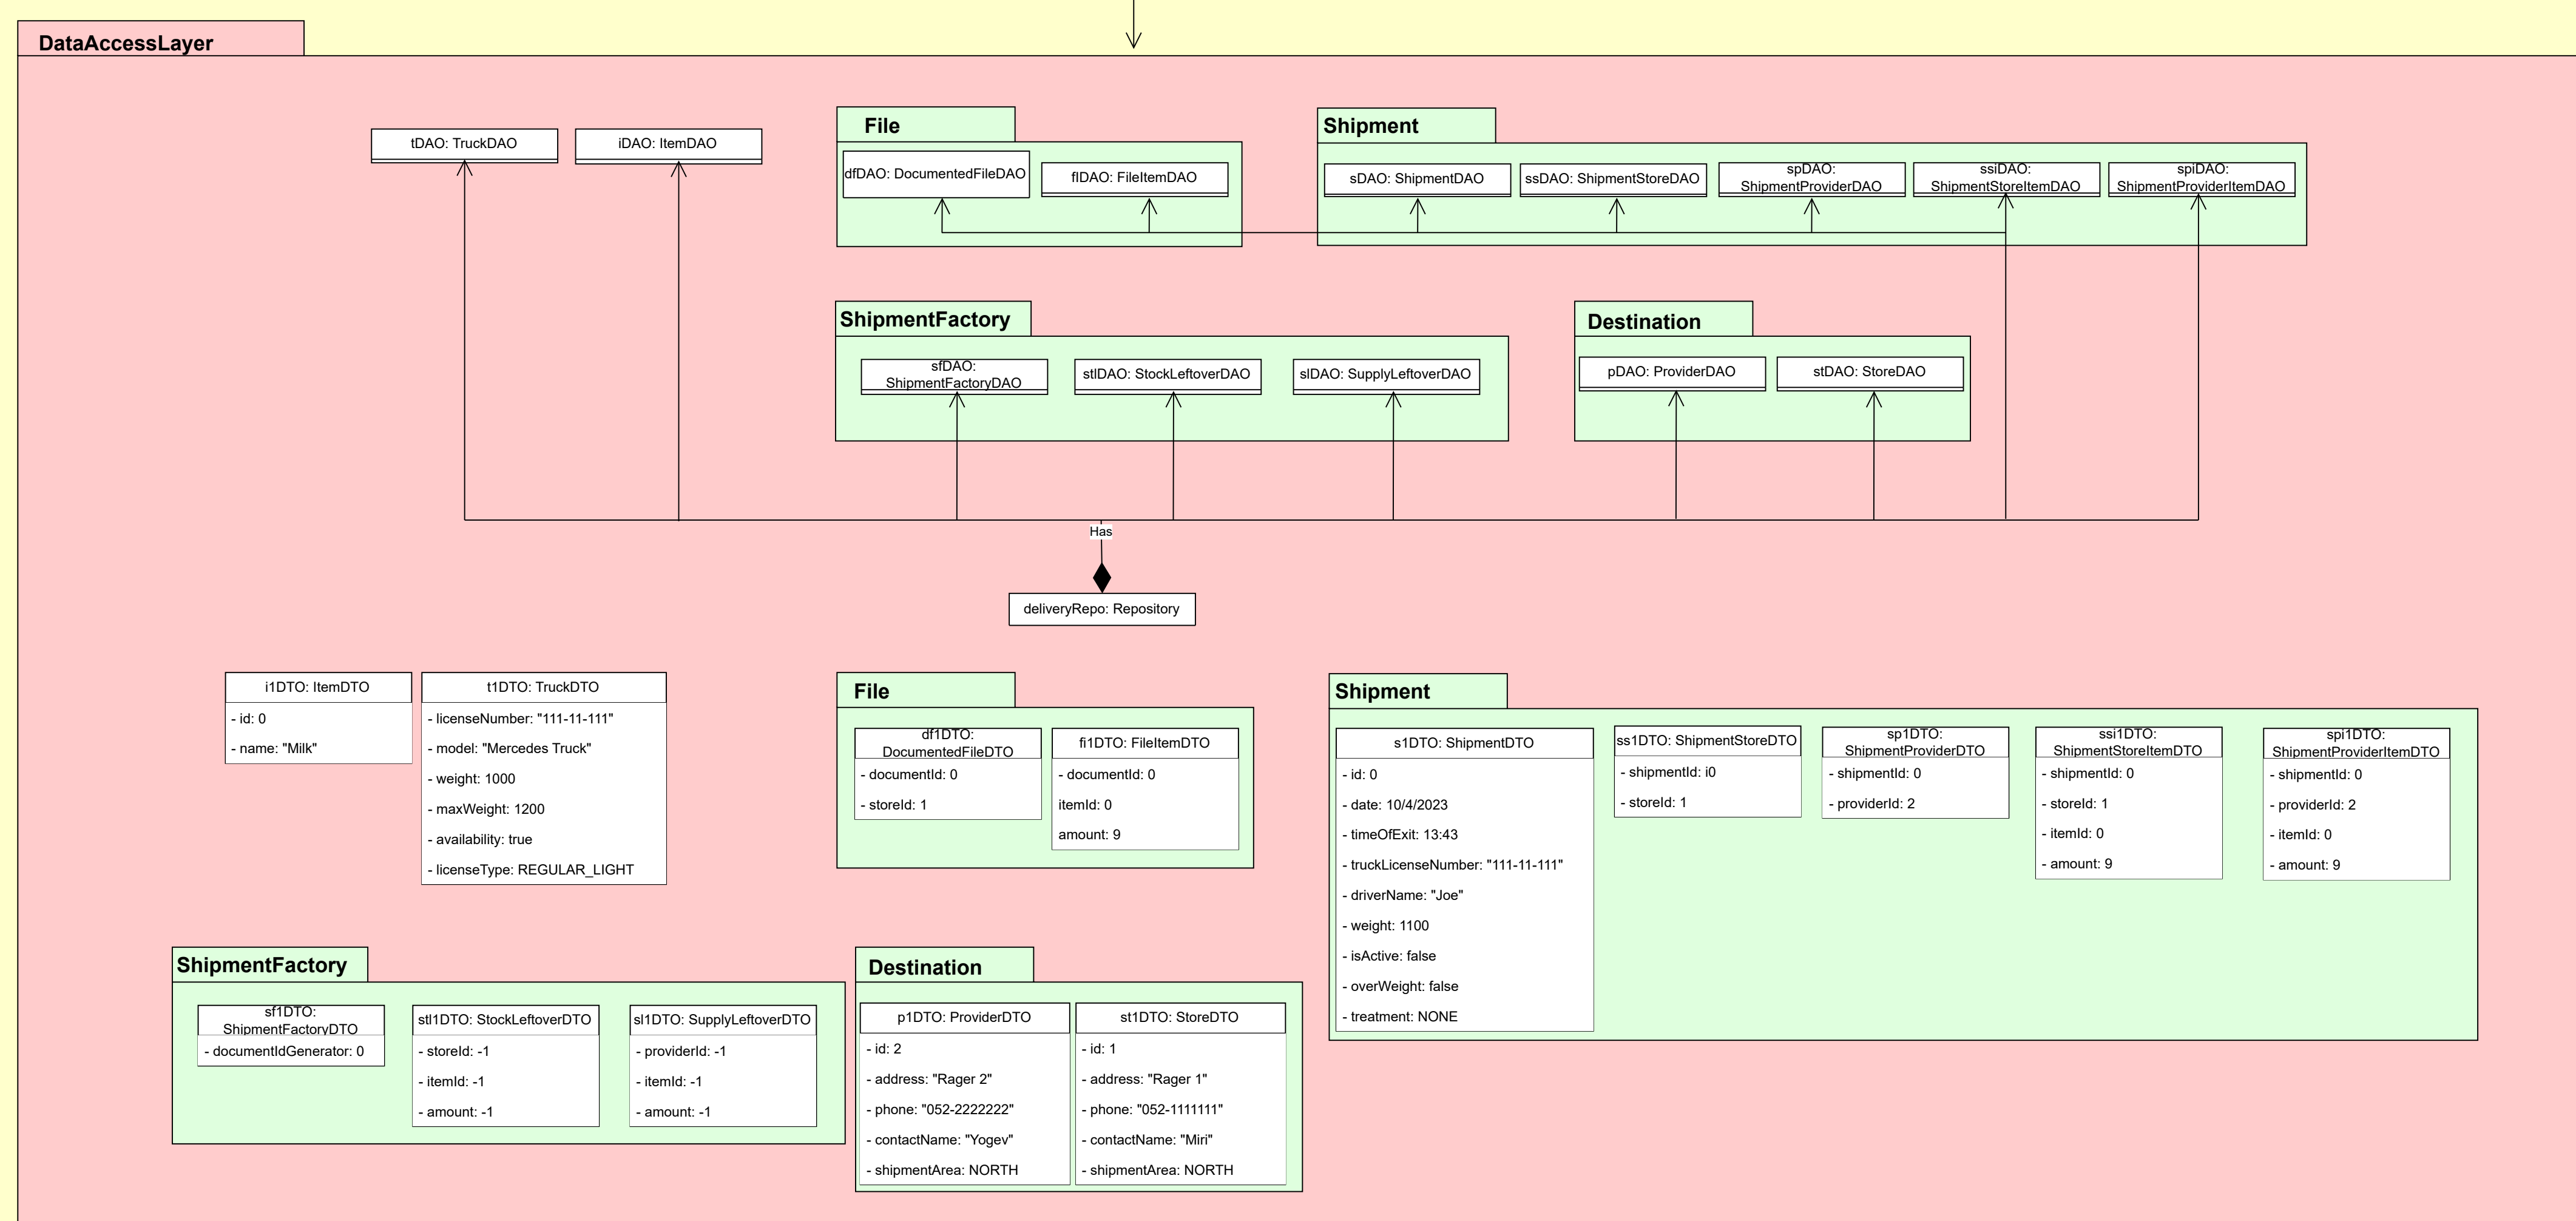 DataAccessLayer
tDAO: TruckDAO
iDAO: ItemDAO
File
dfDAO: DocumentedFileDAO
fIDAO: FileItemDAO
Shipment
sDAO: ShipmentDAO
ssDAO: ShipmentStoreDAO
spDAO:
ShipmentProviderDAO
ssiDAO:
ShipmentStoreItemDAO
spiDAO:
ShipmentProviderItemDAO
ShipmentFactory
sfDAO:
ShipmentFactoryDAO
stlDAO: StockLeftoverDAO
slDAO: SupplyLeftoverDAO
Destination
pDAO: ProviderDAO
stDAO: StoreDAO
Has
deliveryRepo: Repository
i1DTO: ItemDTO
- id: 0
- name: "Milk"
t1DTO: TruckDTO
- licenseNumber: "111-11-111"
- model: "Mercedes Truck"
- weight: 1000
- maxWeight: 1200
- availability: true
- licenseType: REGULAR_LIGHT
File
df1DTO:
DocumentedFileDTO
- documentId: 0
- storeId: 1
fi1DTO: FileItemDTO
- documentId: 0
itemId: 0
amount: 9
Shipment
s1DTO: ShipmentDTO
- id: 0
- date: 10/4/2023
- timeOfExit: 13:43
- truckLicenseNumber: "111-11-111"
- driverName: "Joe"
- weight: 1100
- isActive: false
- overWeight: false
- treatment: NONE
ss1DTO: ShipmentStoreDTO
- shipmentId: i0
- storeId: 1
sp1DTO:
ShipmentProviderDTO
- shipmentId: 0
- providerId: 2
ssi1DTO:
ShipmentStoreItemDTO
- shipmentId: 0
- storeId: 1
- itemId: 0
- amount: 9
spi1DTO:
ShipmentProviderItemDTO
- shipmentId: 0
- providerId: 2
- itemId: 0
- amount: 9
ShipmentFactory
sf1DTO:
ShipmentFactoryDTO
- documentIdGenerator: 0
stl1DTO: StockLeftoverDTO
- storeId: -1
- itemId: -1
- amount: -1
sl1DTO: SupplyLeftoverDTO
- providerId: -1
- itemId: -1
- amount: -1
Destination
p1DTO: ProviderDTO
- id: 2
- address: "Rager 2"
- phone: "052-2222222"
- contactName: "Yogev"
- shipmentArea: NORTH
st1DTO: StoreDTO
- id: 1
- address: "Rager 1"
- phone: "052-1111111"
- contactName: "Miri"
- shipmentArea: NORTH